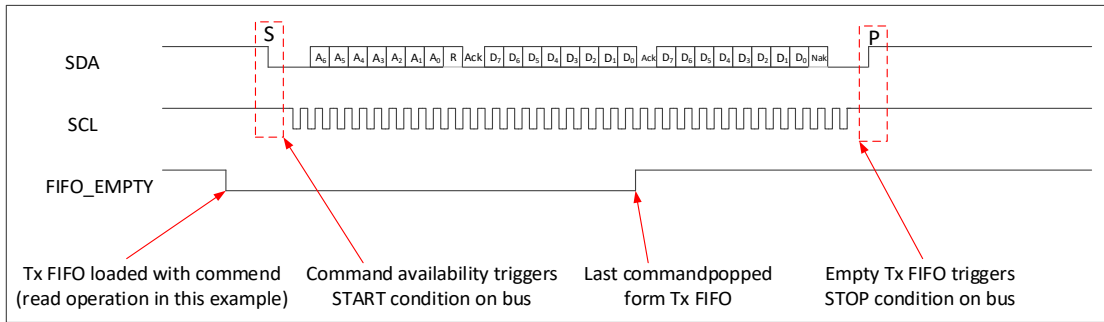 S
P
SDA
A6 A5 A4 A3 A2 A1 A0 R Ack D7 D6 D5 D4 D3 D2 D1 D0 Ack D7 D6 D5 D4 D3 D2 D1 D0 Nak
SCL
FIFO_EMPTY
Tx FIFO loaded with commend
(read operation in this example)
Command availability triggers
START condition on bus
Last commandpopped
form Tx FIFO
Empty Tx FIFO triggers
STOP condition on bus